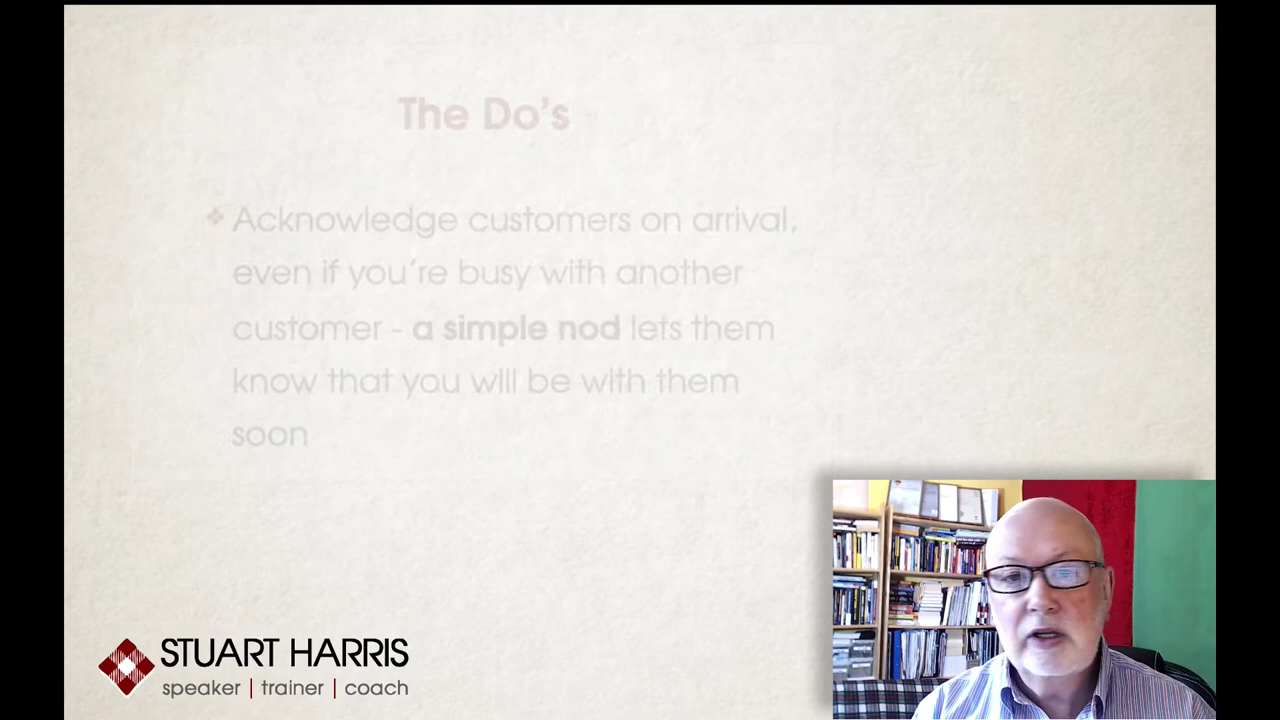 The Do's
❖ Acknowledge customers on arrival,
even if you're busy with another
customer - a simple nod lets them
know that you will be with them
soon
STUART HARRIS
speaker | trainer | coach